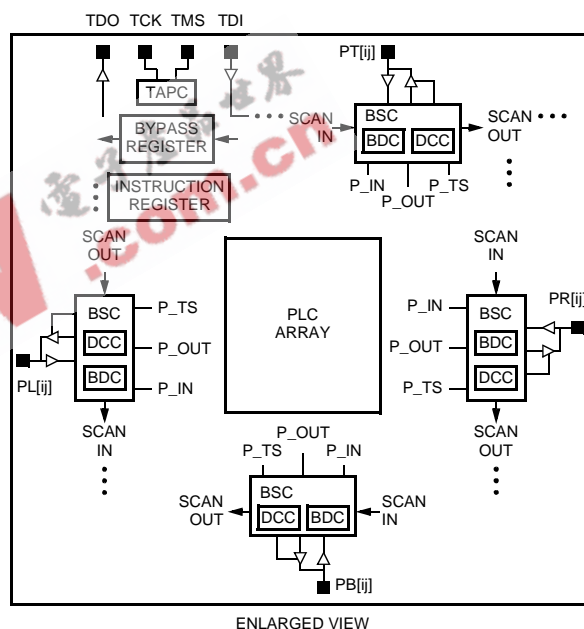 TDO TCK TMS TDI
PT[ij]
TAPC
BYPASS
REGISTER
INSTRUCTION
REGISTER
SCAN
IN
BSC
BDC DCC
SCAN
OUT
P_IN P_TS
P_OUT
SCAN
OUT
BSC
DCC
BDC
P_TS
P_OUT
P_IN
PL[ij]
SCAN
IN
PLC
ARRAY
SCAN
IN
P_IN
P_OUT
P_TS
BSC
BDC
DCC
PR[ij]
SCAN
OUT
P_OUT
P_TS P_IN
BSC
DCC BDC
SCAN
OUT
SCAN
IN
PB[ij]
ENLARGED VIEW
.com.cn